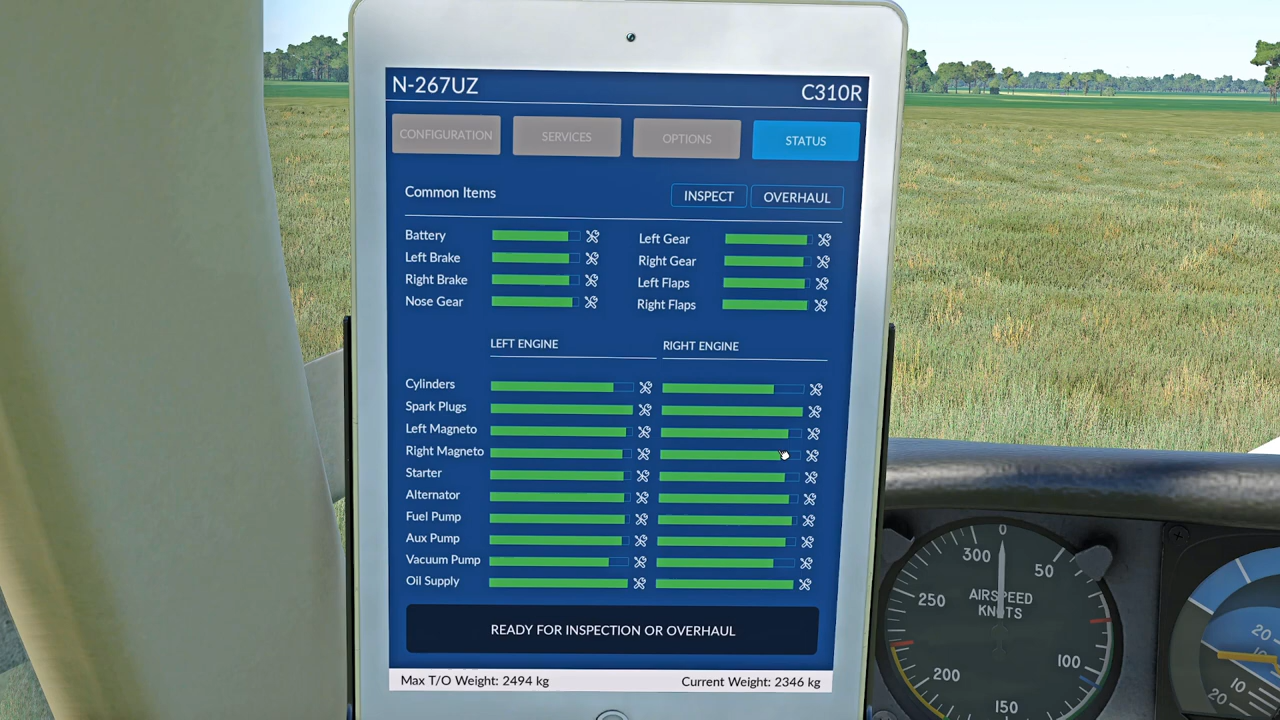 N-267UZ C310R
CONFIGURATION SERVICES OPTIONS STATUS
Common Items INSPECT OVERHAUL
Battery Left Gear
Left Brake Right Gear
Right Brake Left Flaps
Nose Gear Right Flaps
LEFT ENGINE RIGHT ENGINE
Cylinders
Spark Plugs
Left Magneto
Right Magneto
Starter
Alternator
Fuel Pump
Aux Pump
Vacuum Pump
Oil Supply
READY FOR INSPECTION OR OVERHAUL
Max T/O Weight: 2494 kg Current Weight: 2346 kg
0
300 50
250 AIRSPEED
KNOTS
200 100
150
20
10
20